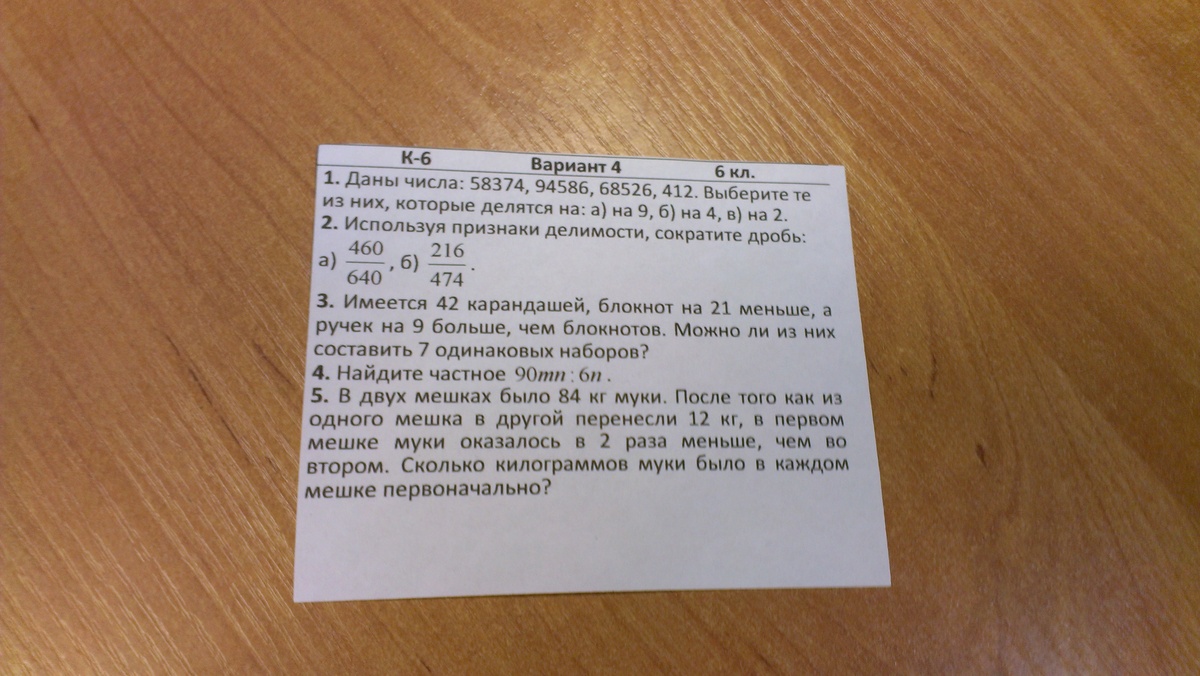 К-6 Вариант 4 6 кл.
1. Даны числа: 58374, 94586, 68526, 412. Выберите те
из них, которые делятся на: а) на 9, б) на 4, в) на 2.
2. Используя признаки делимости, сократите дробь:
а) 460/640, б) 216/474.
3. Имеется 42 карандашей, блокнот на 21 меньше, а
ручек на 9 больше, чем блокнотов. Можно ли из них
составить 7 одинаковых наборов?
4. Найдите частное 90mn : 6n.
5. В двух мешках было 84 кг муки. После того как из
одного мешка в другой перенесли 12 кг, в первом
мешке муки оказалось в 2 раза меньше, чем во
втором. Сколько килограммов муки было в каждом
мешке первоначально?